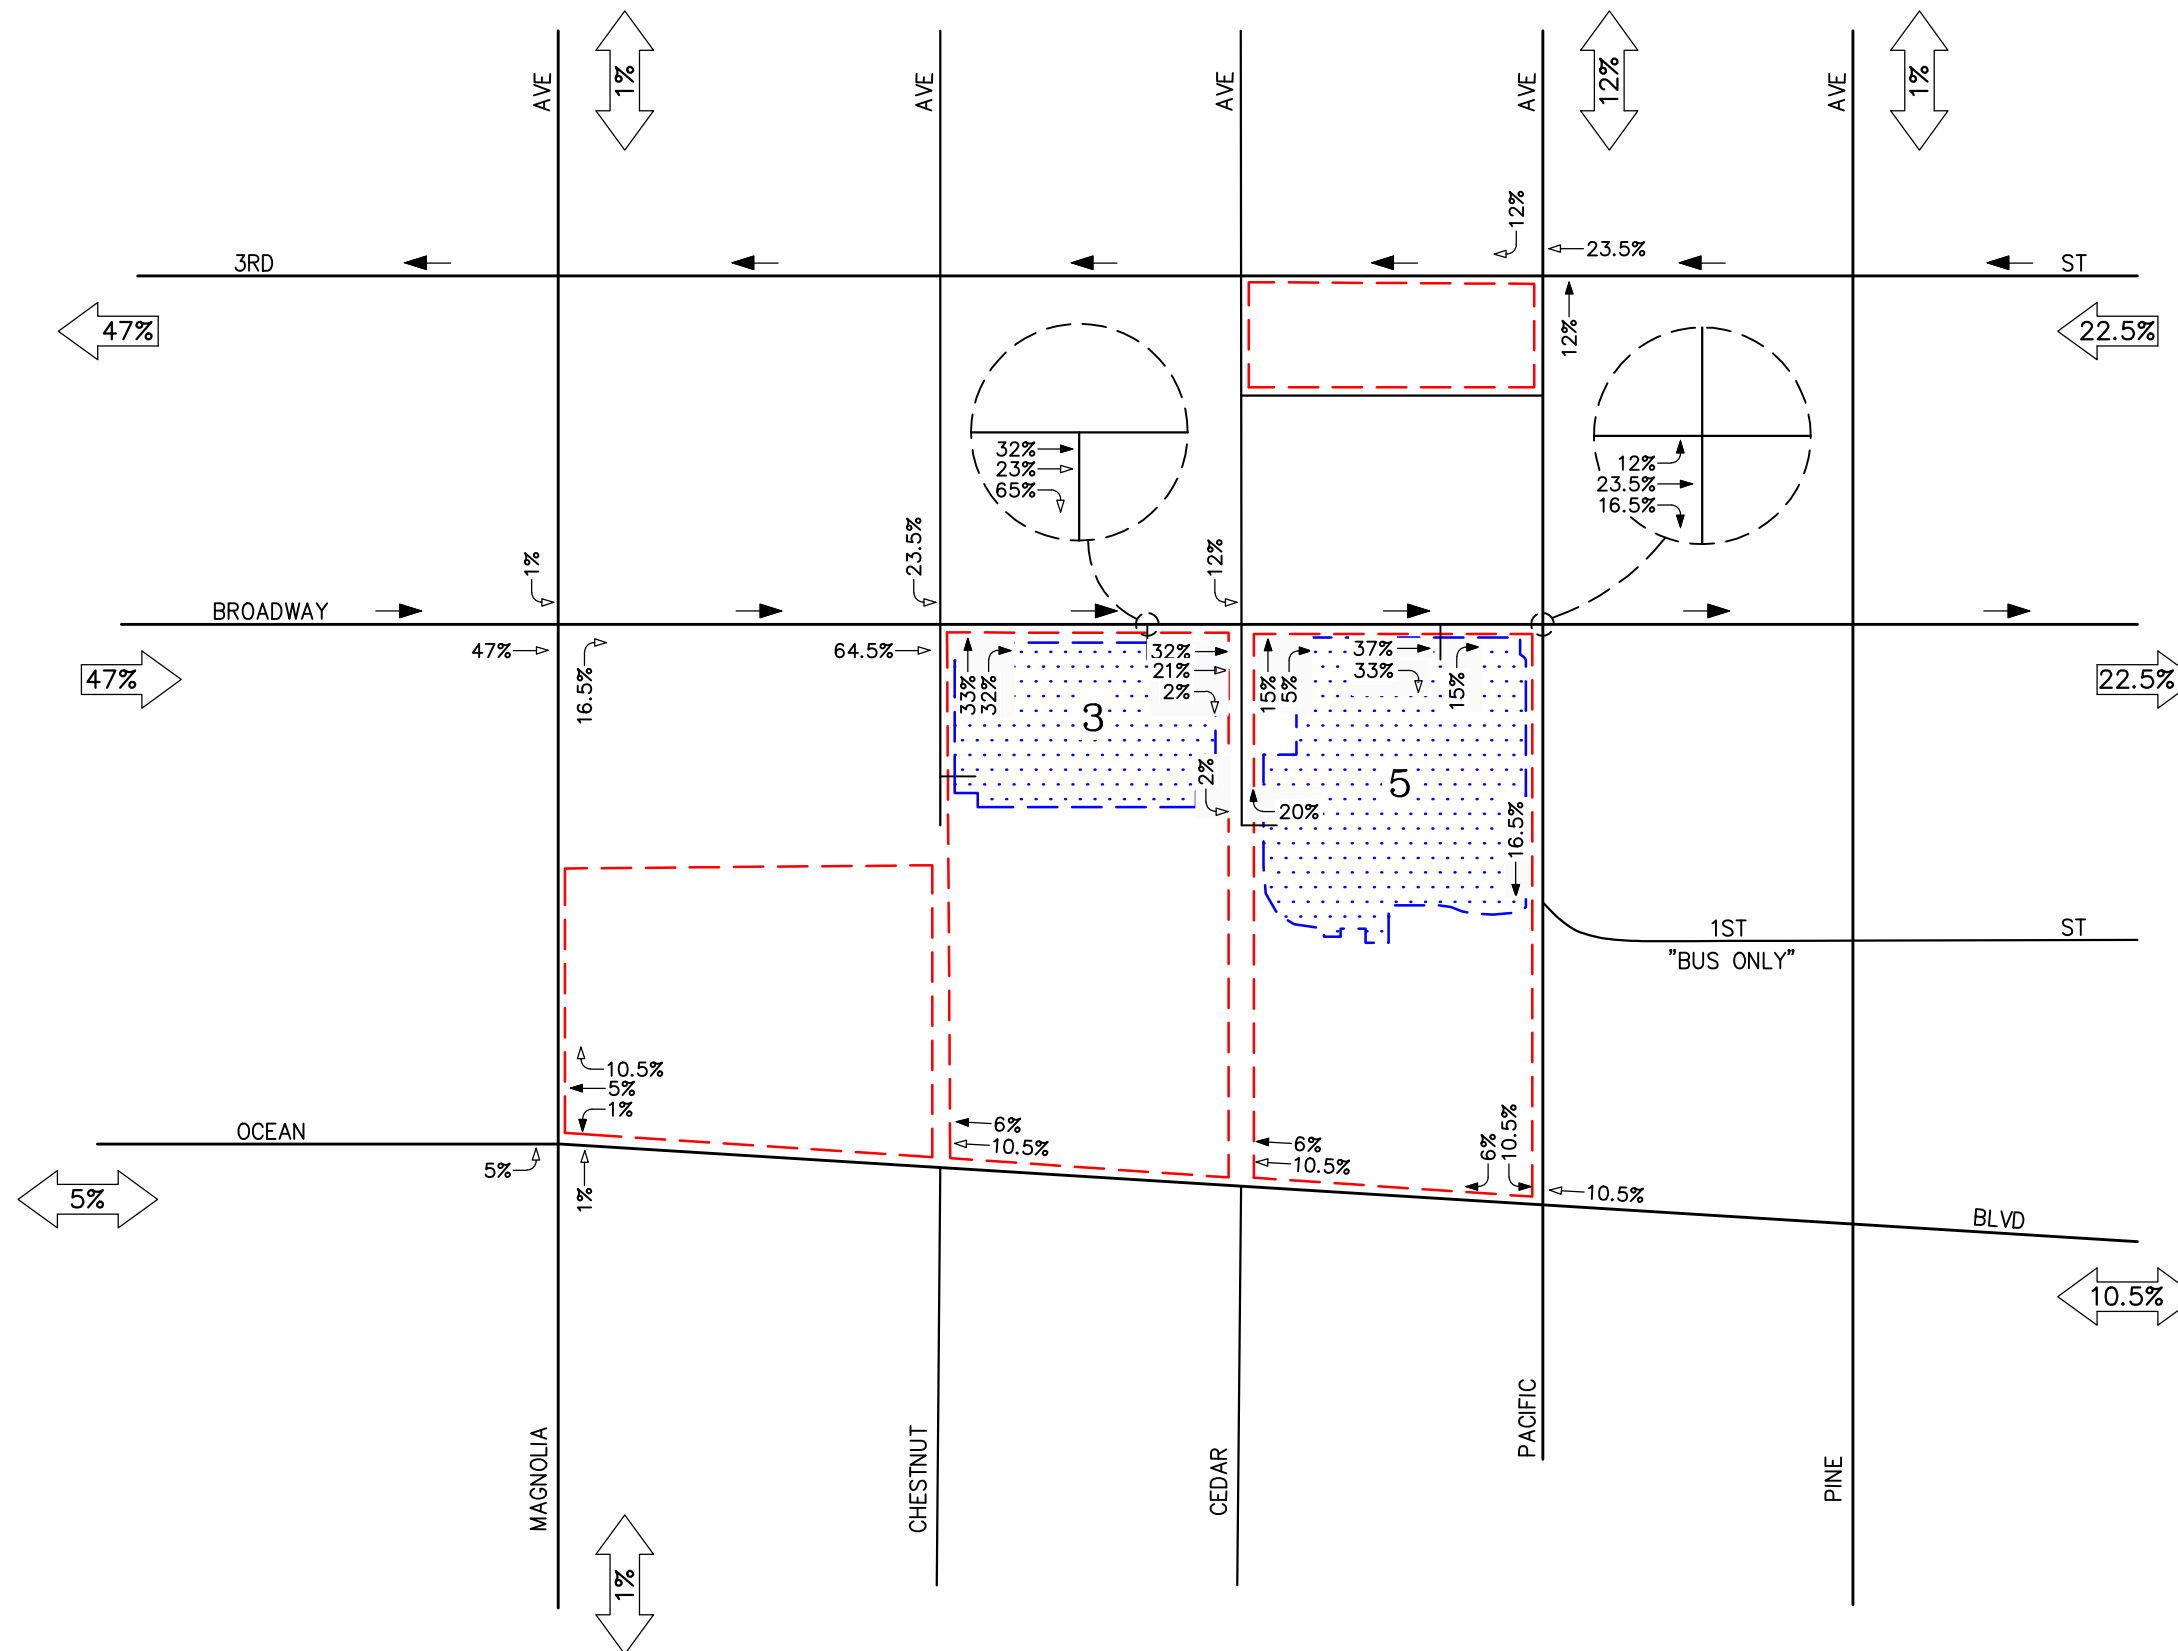 1%
12%
1%
AVE
AVE
AVE
AVE
AVE
12%
23.5%
3RD
ST
47%
12%
22.5%
32%
23%
65%
12%
23.5%
16.5%
1%
23.5%
12%
BROADWAY
47%
16.5%
64.5%
33%
32%
32%
21%
2%
15%
5%
37%
33%
15%
47%
22.5%
3
5
2%
20%
16.5%
1ST
ST
"BUS ONLY"
10.5%
5%
1%
OCEAN
6%
10.5%
6%
10.5%
6%
10.5%
5%
1%
10.5%
5%
BLVD
10.5%
MAGNOLIA
CHESTNUT
CEDAR
PACIFIC
PINE
1%